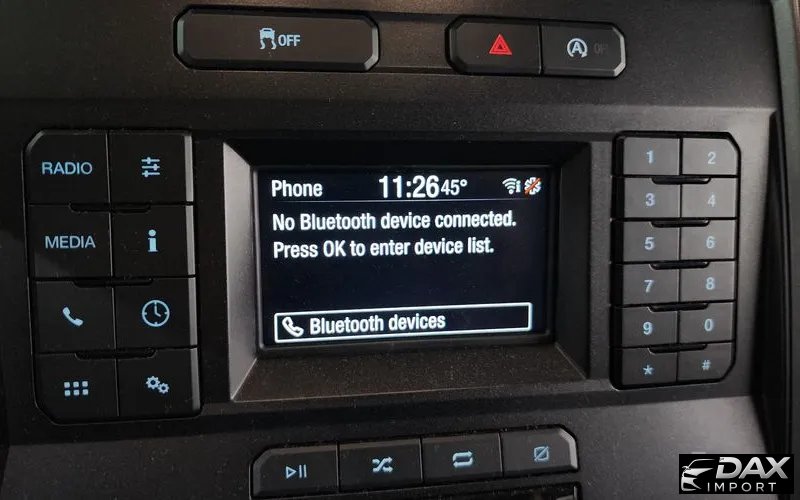 OFF
A OFF
RADIO
MEDIA
Phone 11:26 45°
No Bluetooth device connected.
Press OK to enter device list.
Bluetooth devices
1 2
3 4
5 6
7 8
9 0
* #
DAX
IMPORT